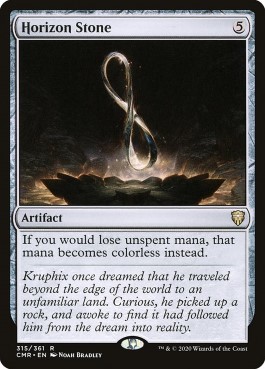 Horizon Stone 5
Artifact
If you would lose unspent mana, that
mana becomes colorless instead.
Kruphix once dreamed that he traveled
beyond the edge of the world to an
unfamiliar land. Curious, he picked up a
rock, and awoke to find it had followed
him from the dream into reality.
315/361 R
CMR • EN NOAH BRADLEY
™ & © 2020 Wizards of the Coast